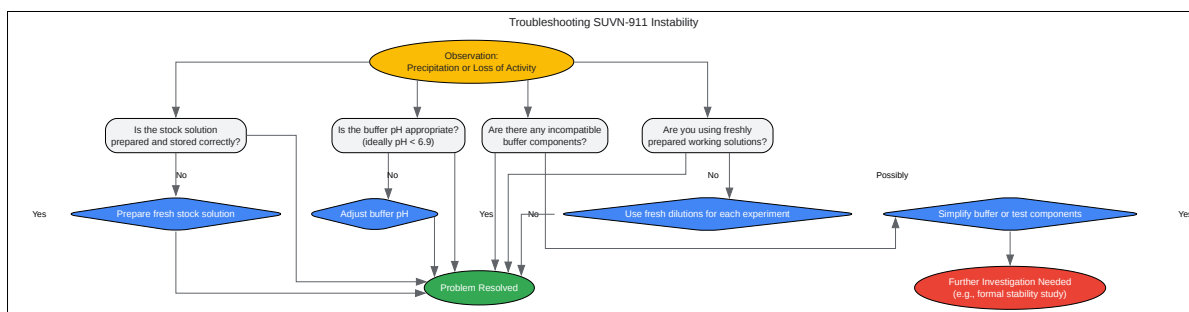 Troubleshooting SUVN-911 Instability
Observation:
Precipitation or Loss of Activity
Is the stock solution
prepared and stored correctly?
Is the buffer pH appropriate?
(ideally pH < 6.9)
Are there any incompatible
buffer components?
Are you using freshly
prepared working solutions?
No
No
No
Possibly
Yes
Prepare fresh stock solution
Adjust buffer pH
Yes
No
Use fresh dilutions for each experiment
Simplify buffer or test components
Yes
Problem Resolved
Further Investigation Needed
(e.g., formal stability study)